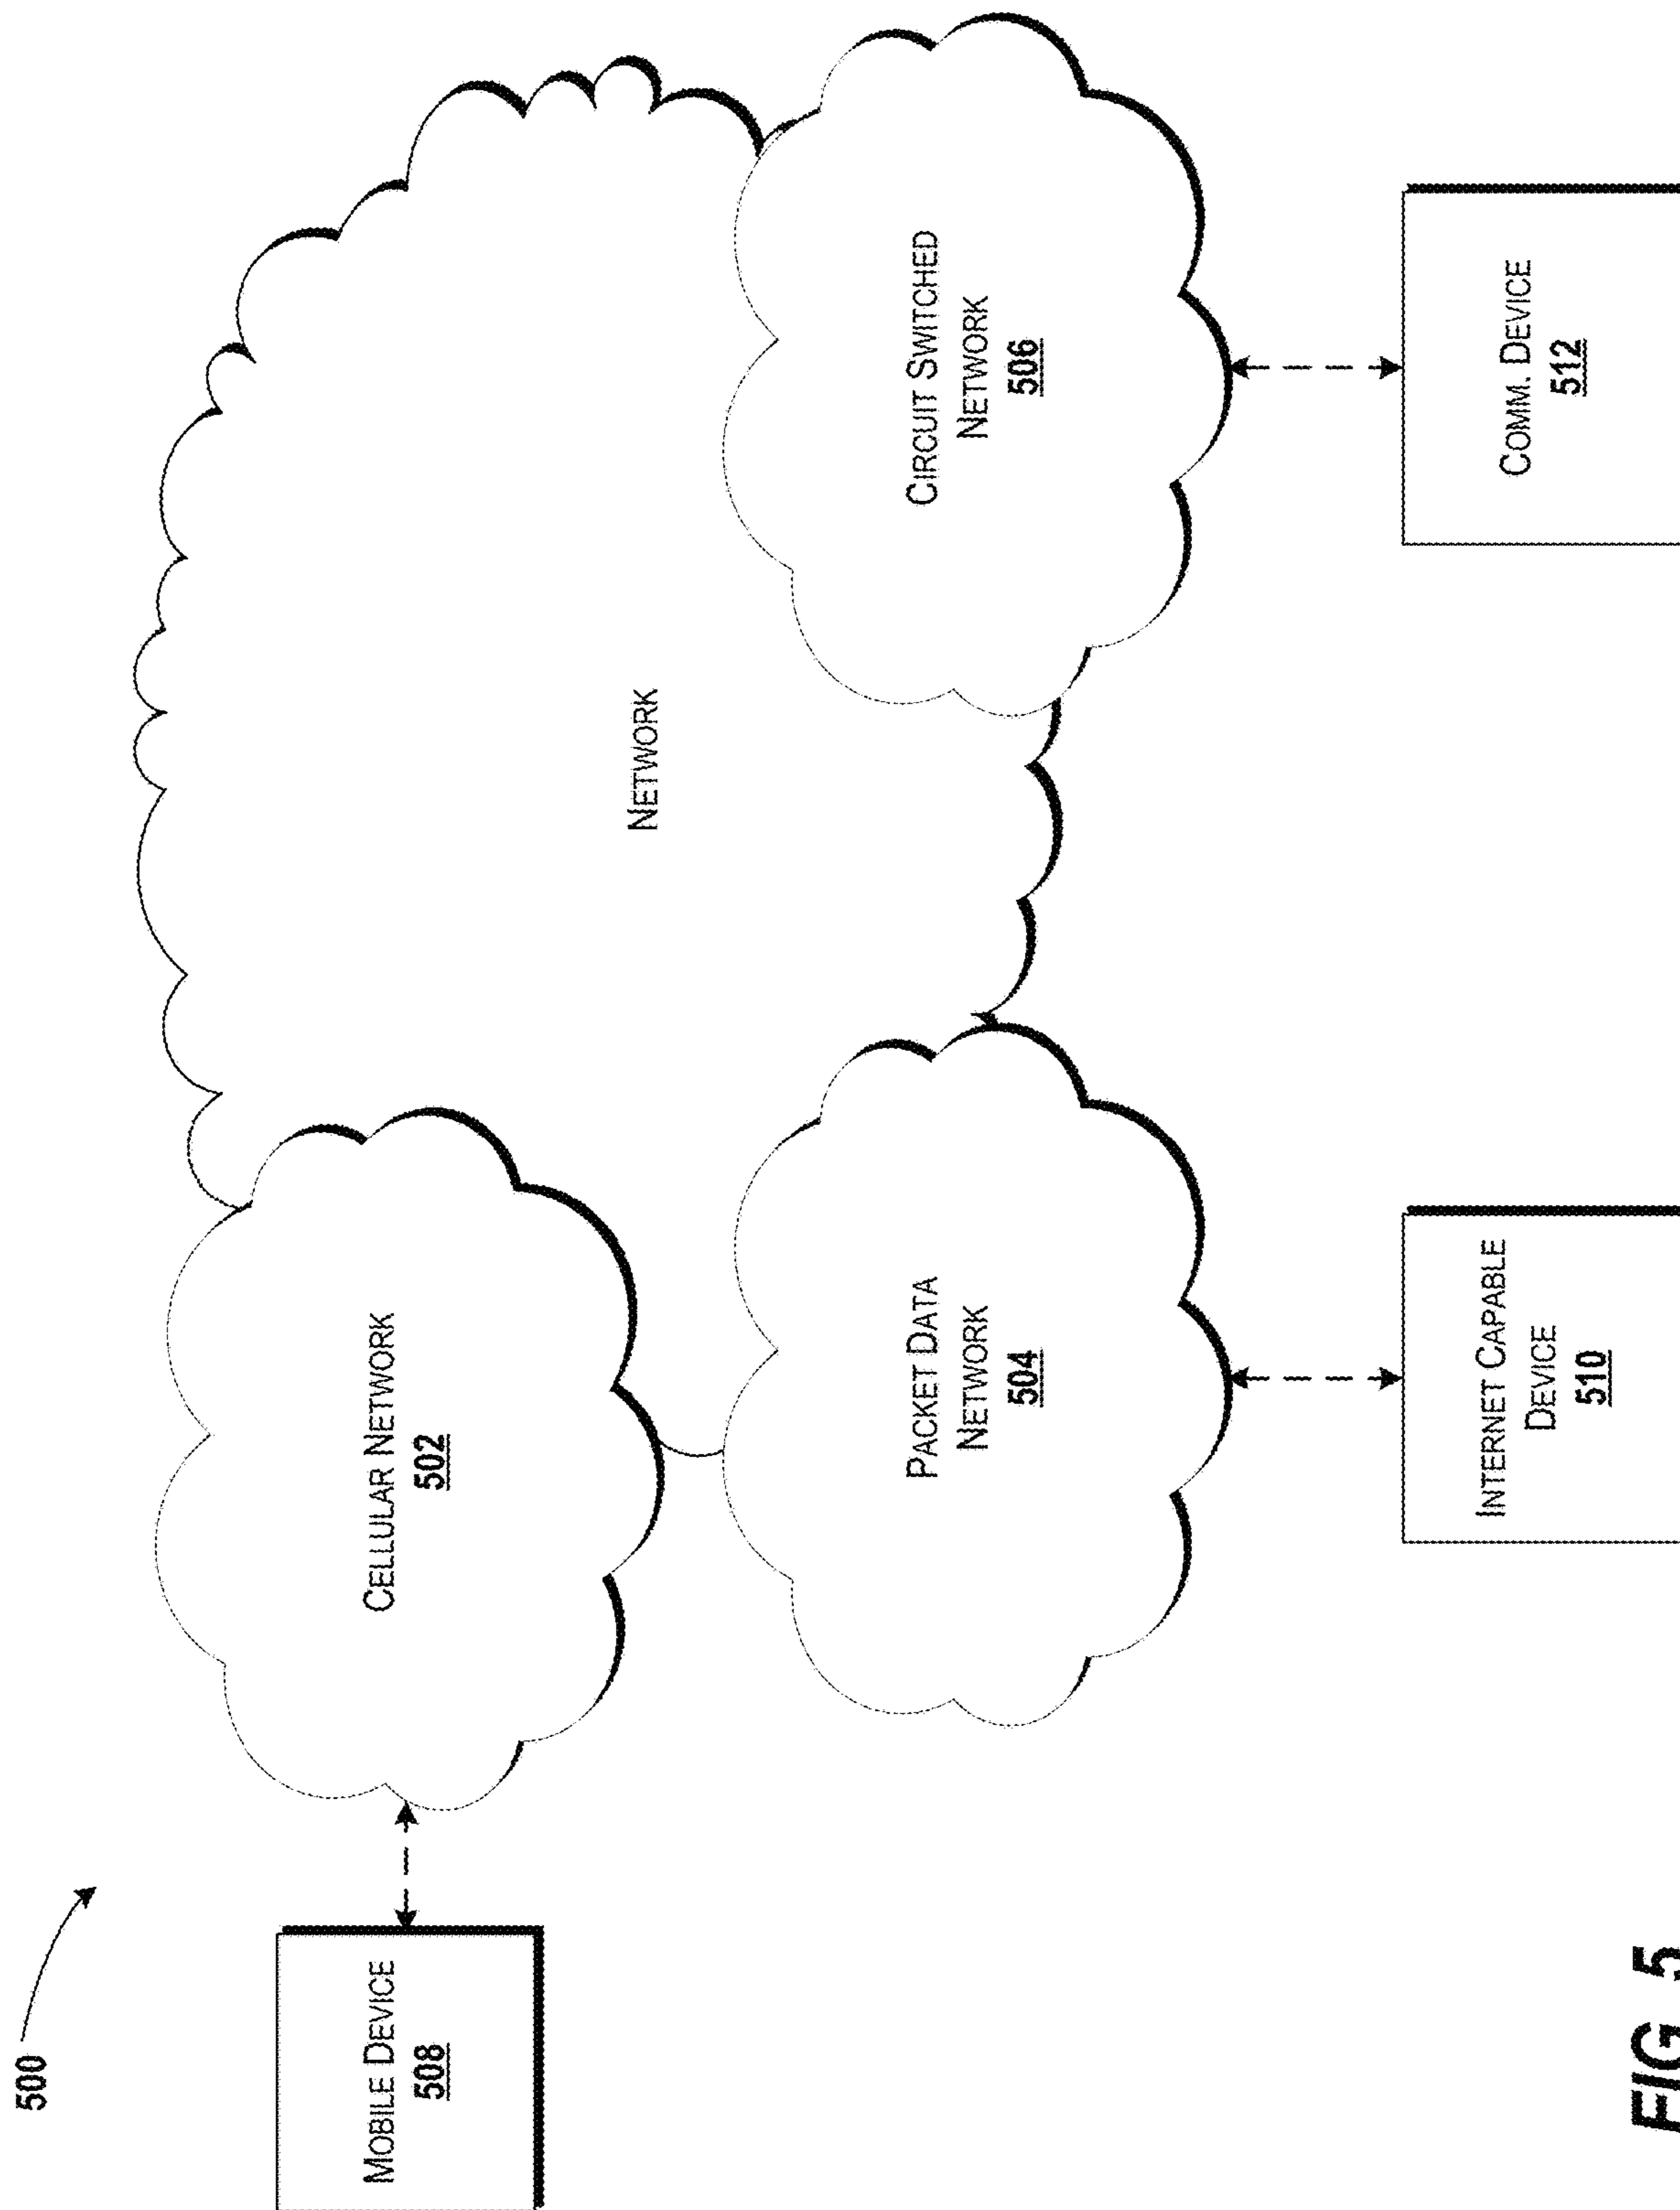 500
MOBILE DEVICE
508
CELLULAR NETWORK
502
NETWORK
PACKET DATA
NETWORK
504
CIRCUIT SWITCHED
NETWORK
506
INTERNET CAPABLE
DEVICE
510
COMM. DEVICE
512
FIG. 5